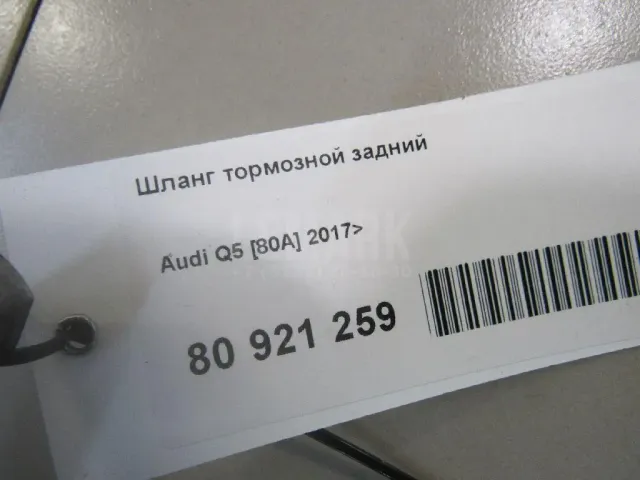 Шланг тормозной задний
Audi Q5 [80A] 2017>
80 921 259